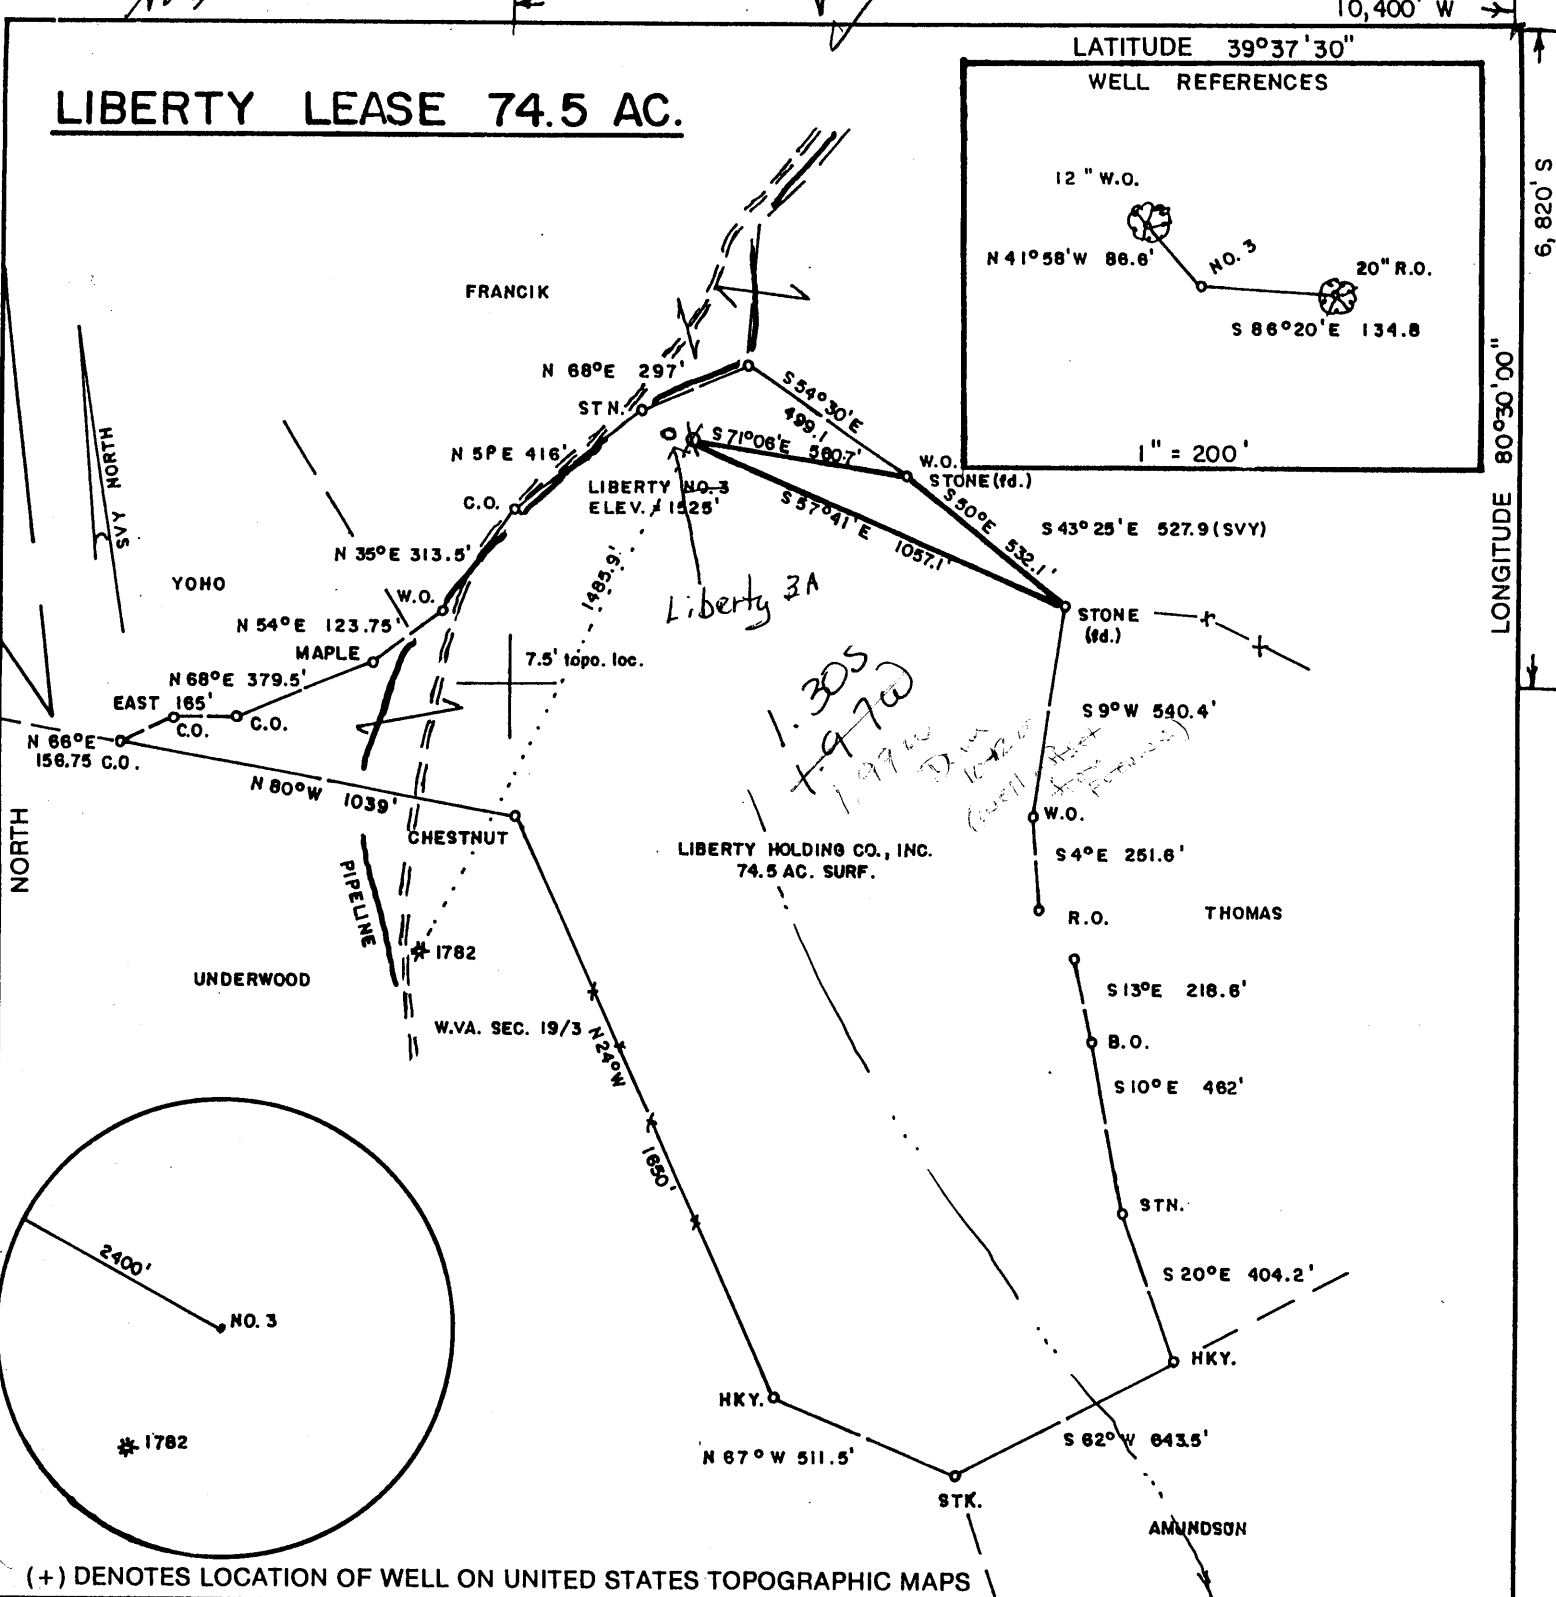 10,400' W
LATITUDE 39°37'30"
LIBERTY LEASE 74.5 AC.
WELL REFERENCES
12" W.O.
N 41°58'W 86.6'
NO. 3
20" R.O.
S 86°20'E 134.8
1" = 200'
6,820' S
LONGITUDE 80°30'00"
FRANCIK
N 68°E 297'
STN.
S 54°30'E
499.1
N 51°E 416'
S 71°06'E 560.7'
W.O.
STONE (fd.)
C.O.
LIBERTY NO. 3
ELEV. 1525'
S 57°41'E 1057.1'
S 50°E 532.1'
S 43°25'E 527.9 (SVY)
SVY NORTH
N 35°E 313.5'
YOHO
W.O.
1485.9'
Liberty 3A
STONE
(fd.)
N 54°E 123.75'
MAPLE
7.5' topo. loc.
N 68°E 379.5'
EAST 165'
C.O.
C.O.
1.30S
.97W
S 9°W 540.4'
N 66°E
156.75 C.O.
N 80°W 1039'
NORTH
CHESTNUT
W.O.
LIBERTY HOLDING CO., INC.
74.5 AC. SURF.
S 4°E 251.6'
PIPELINE
R.O.
THOMAS
1782
UNDERWOOD
S 13°E 218.6'
W.VA. SEC. 19/3
N 24°W 1650'
B.O.
S 10°E 462'
STN.
2400'
NO. 3
S 20°E 404.2'
HKY.
HKY.
1782
N 67°W 511.5'
S 62°W 643.5'
STK.
AMUNDSON
(+) DENOTES LOCATION OF WELL ON UNITED STATES TOPOGRAPHIC MAPS